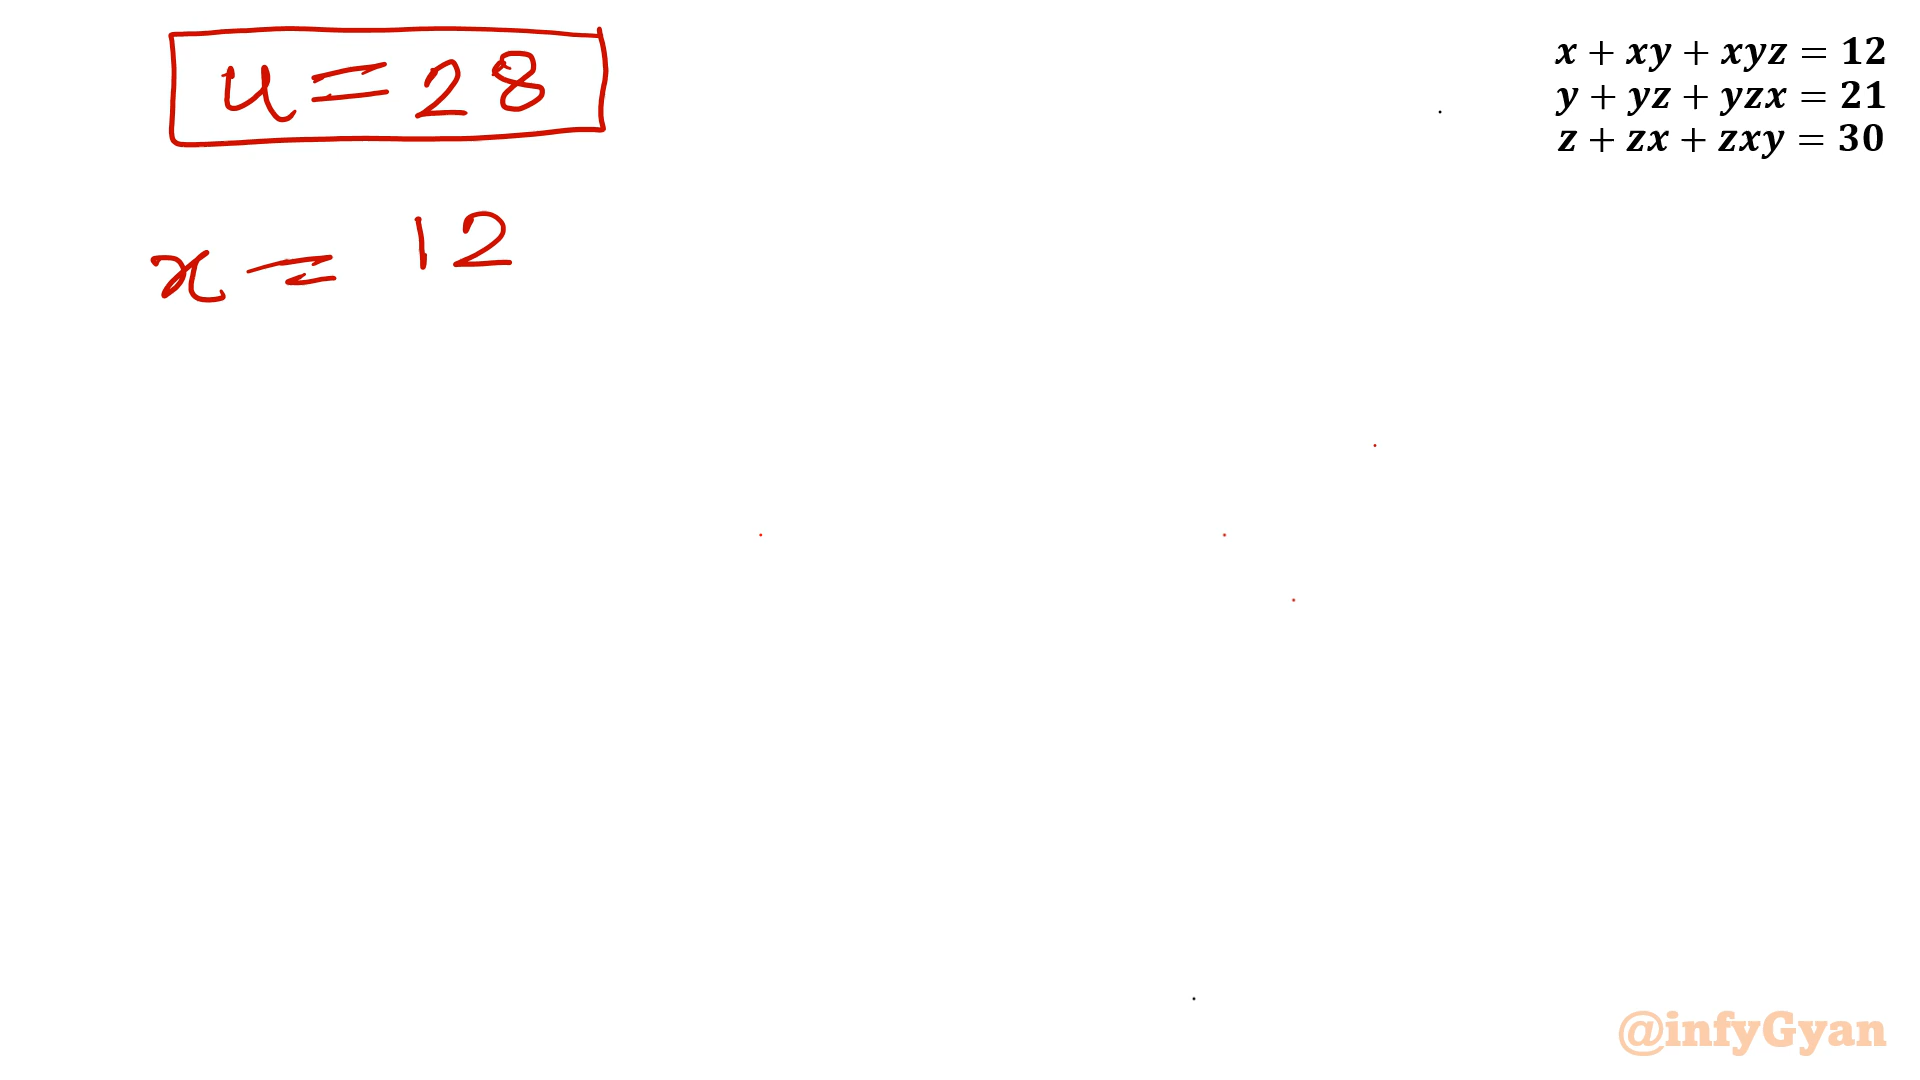 u = 28
x + xy + xyz = 12
y + yz + yzx = 21
z + zx + zxy = 30
x = 12
@infyGyan